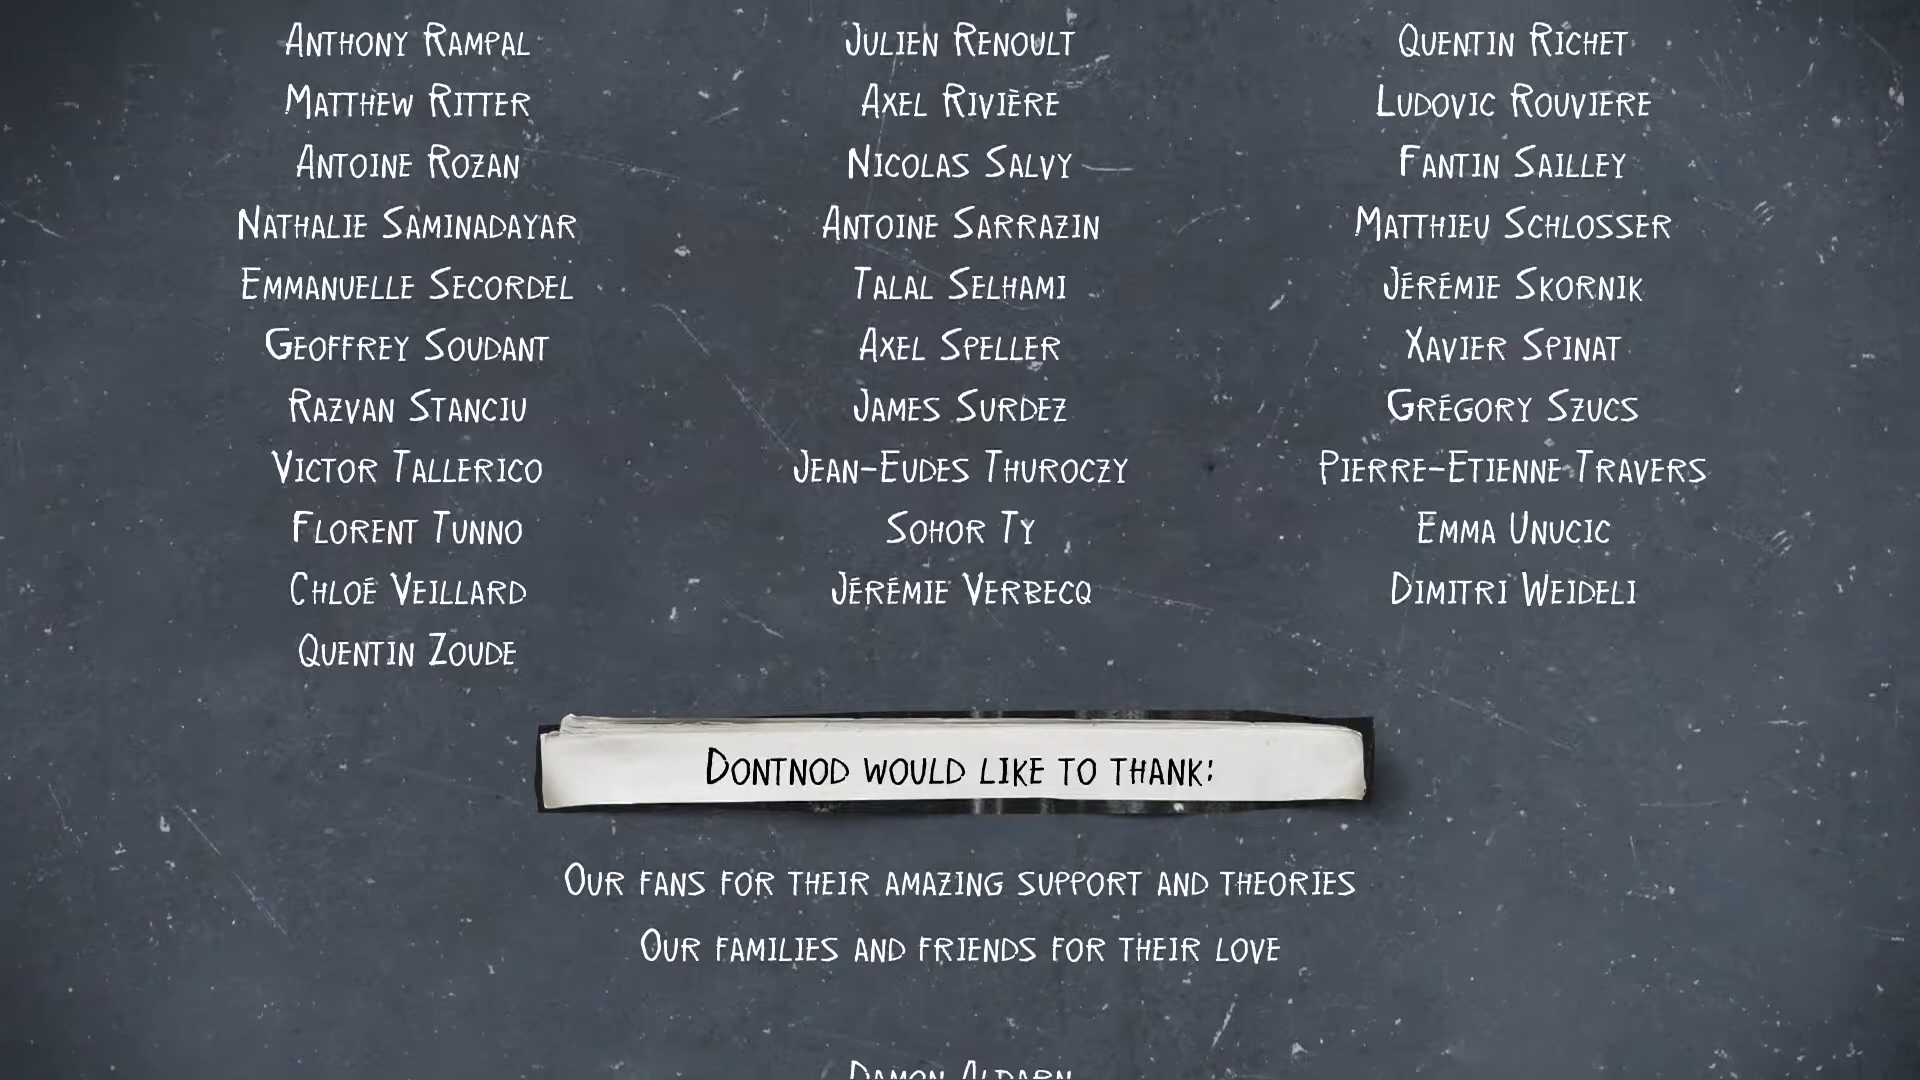 Anthony Rampal Julien Renoult Quentin Richet
Matthew Ritter Axel Rivière Ludovic Rouviere
Antoine Rozan Nicolas Salvy Fantin Sailley
Nathalie Saminadayar Antoine Sarrazin Matthieu Schlosser
Emmanuelle Secordel Talal Selhami Jérémie Skornik
Geoffrey Soudant Axel Speller Xavier Spinat
Razvan Stanciu James Surdez Grégory Szucs
Victor Tallerico Jean-Eudes Thuroczy Pierre-Etienne Travers
Florent Tunno Sohor Ty Emma Unucic
Chloé Veillard Jérémie Verbecq Dimitri Weideli
Quentin Zoude
Dontnod would like to thank:
Our fans for their amazing support and theories
Our families and friends for their love
Damon Albarn